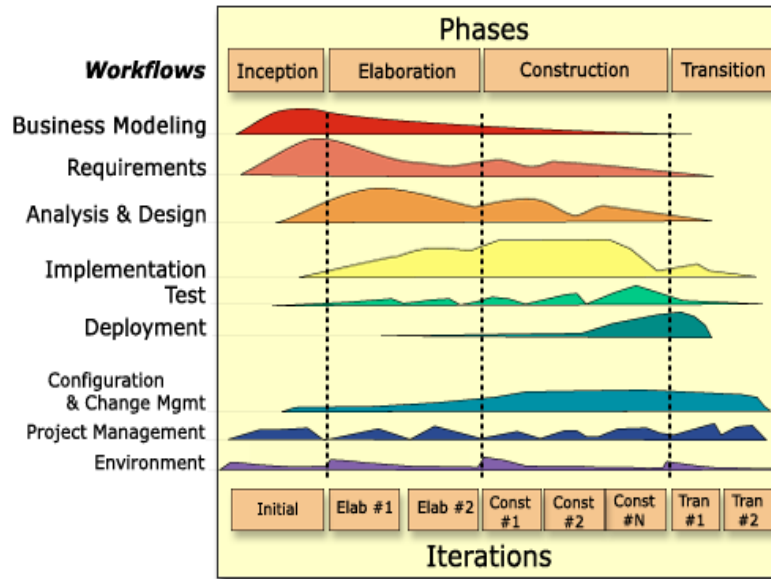 Phases
Workflows
Inception
Elaboration
Construction
Transition
Business Modeling
Requirements
Analysis & Design
Implementation
Test
Deployment
Configuration
& Change Mgmt
Project Management
Environment
Initial
Elab #1
Elab #2
Const
#1
Const
#2
Const
#N
Tran
#1
Tran
#2
Iterations